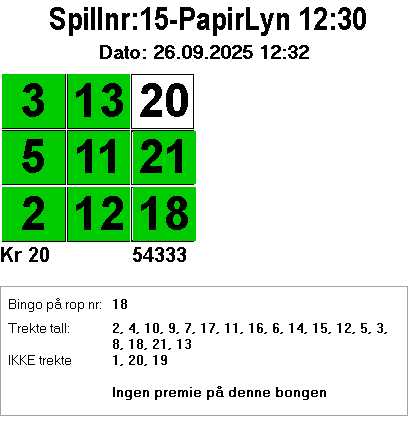 Spillnr:15-PapirLyn 12:30
Dato: 26.09.2025 12:32
3 13 20
5 11 21
2 12 18
Kr 20 54333
Bingo på rop nr: 18
Trekte tall: 2, 4, 10, 9, 7, 17, 11, 16, 6, 14, 15, 12, 5, 3,
8, 18, 21, 13
IKKE trekte 1, 20, 19
Ingen premie på denne bongen